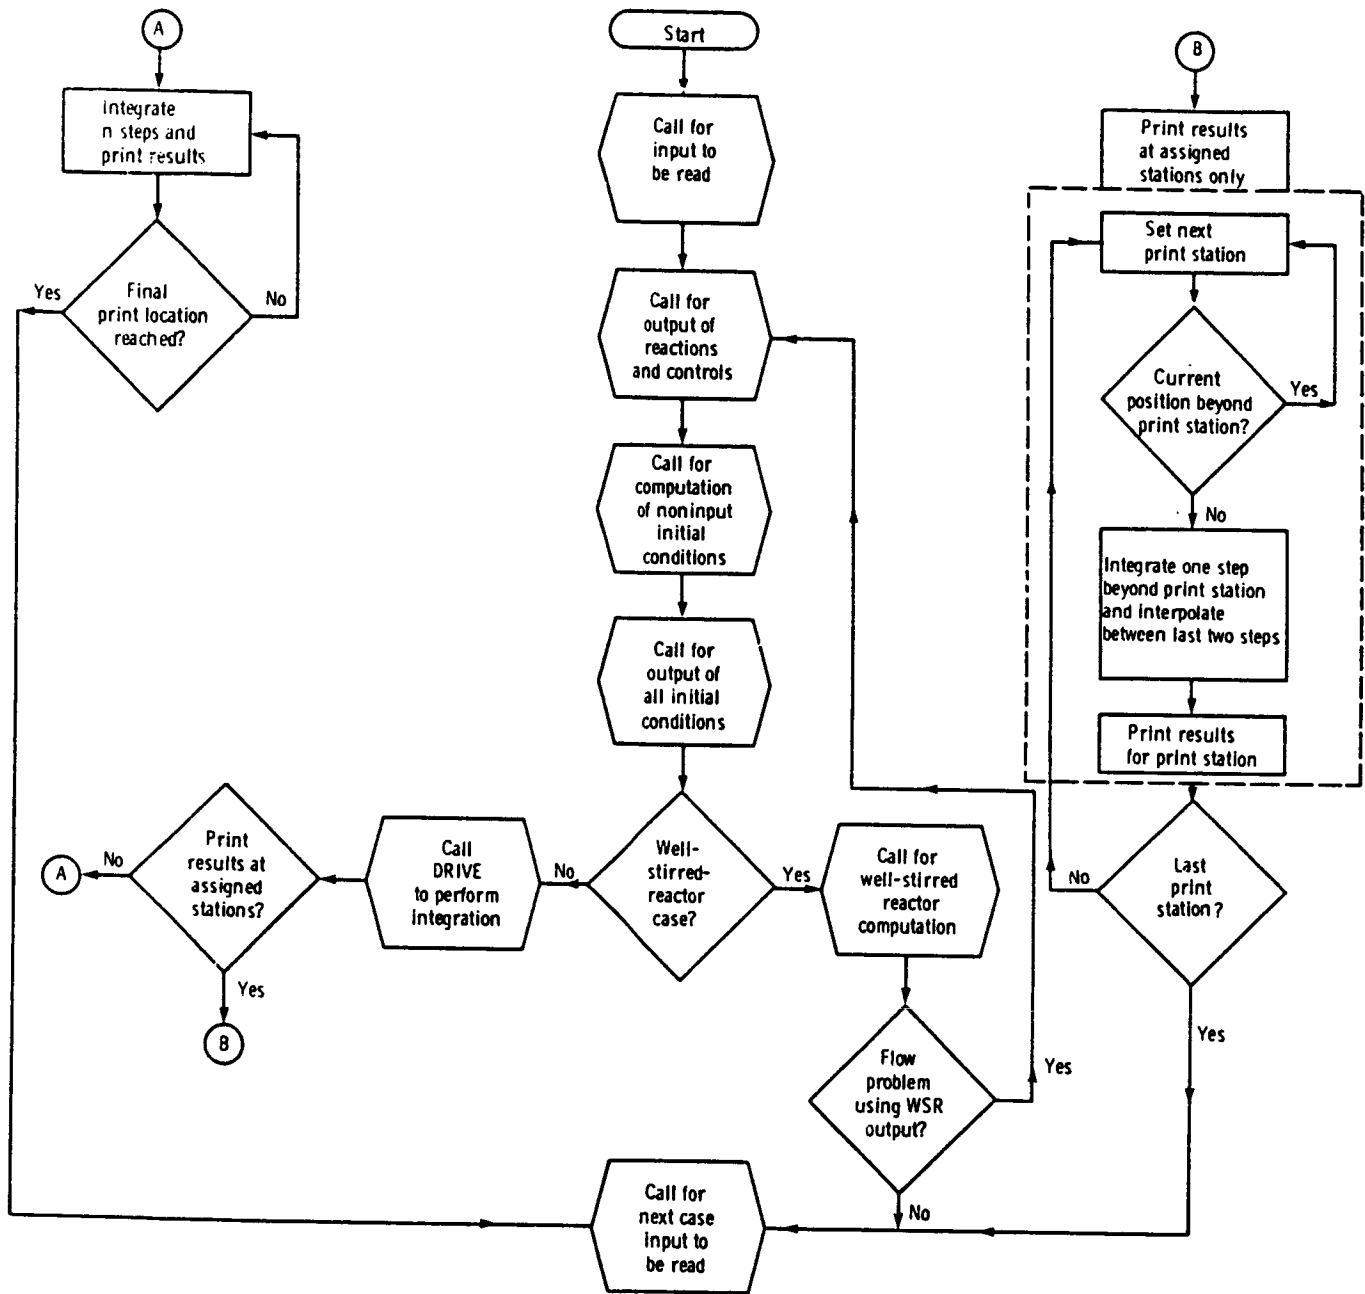 A
Integrate
n steps and
print results
Final
print location
reached?
Yes
No
Start
Call for
input to
be read
Call for
output of
reactions
and controls
Call for
computation
of noninput
initial
conditions
Call for
output of
all initial
conditions
Well-
stirred-
reactor
case?
No
Yes
Call
DRIVE
to perform
integration
Print
results at
assigned
stations?
No
A
Yes
B
Call for
well-stirred
reactor
computation
Flow
problem
using WSR
output?
Yes
No
Call for
next case
input to
be read
B
Print results
at assigned
stations only
Set next
print station
Current
position beyond
print station?
Yes
No
Integrate one step
beyond print station
and interpolate
between last two steps
Print results
for print station
Last
print
station?
No
Yes